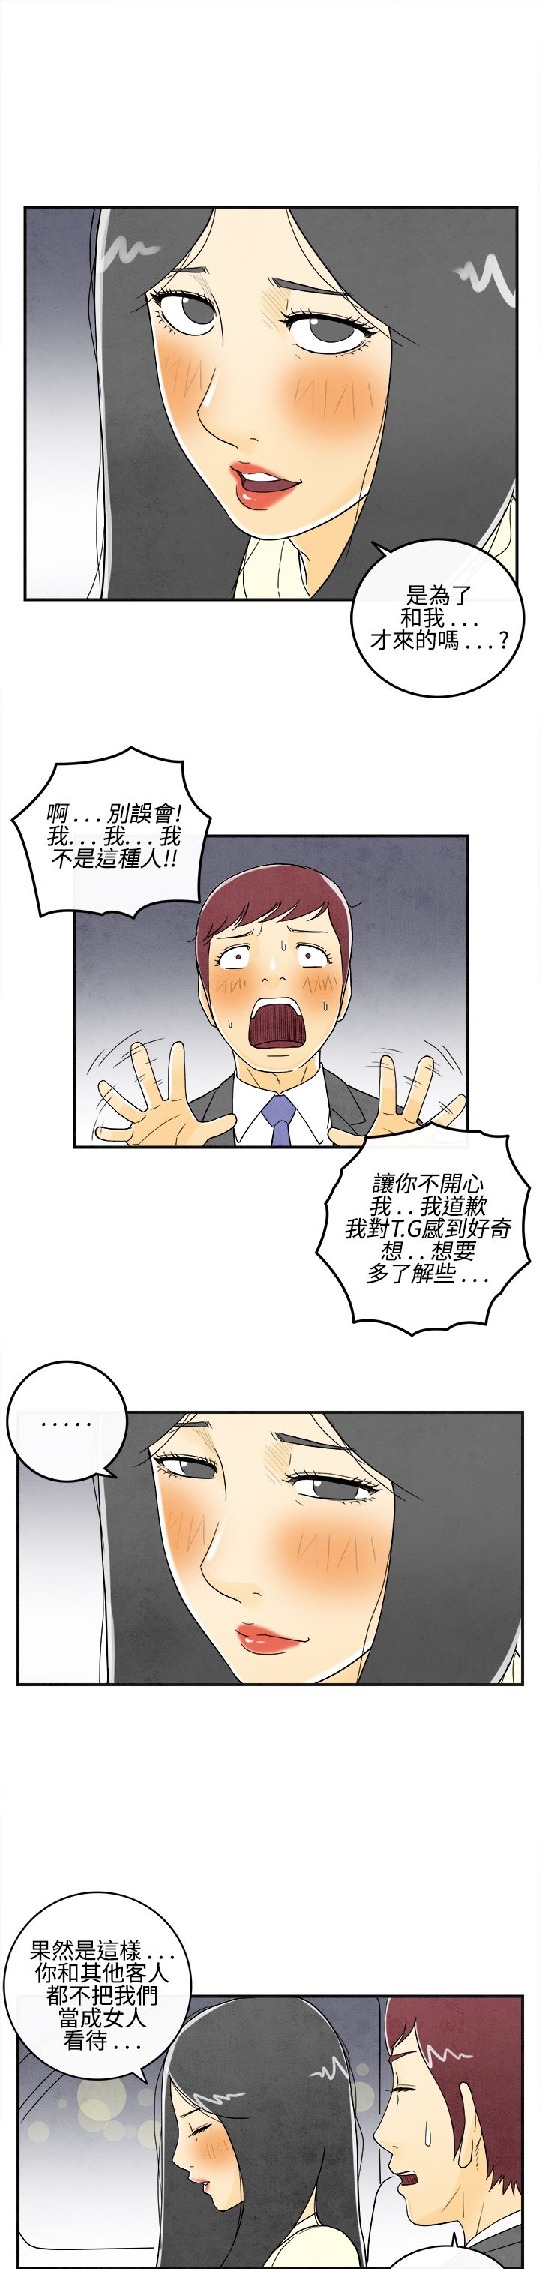 是為了
和我...
才來的嗎...?
啊...別誤會!
我...我...我
不是這種人!!
讓你不開心
我..我道歉
我對T.G感到好奇
想..想要
多了解些...
.....
果然是這樣...
你和其他客人
都不把我們
當成女人
看待...